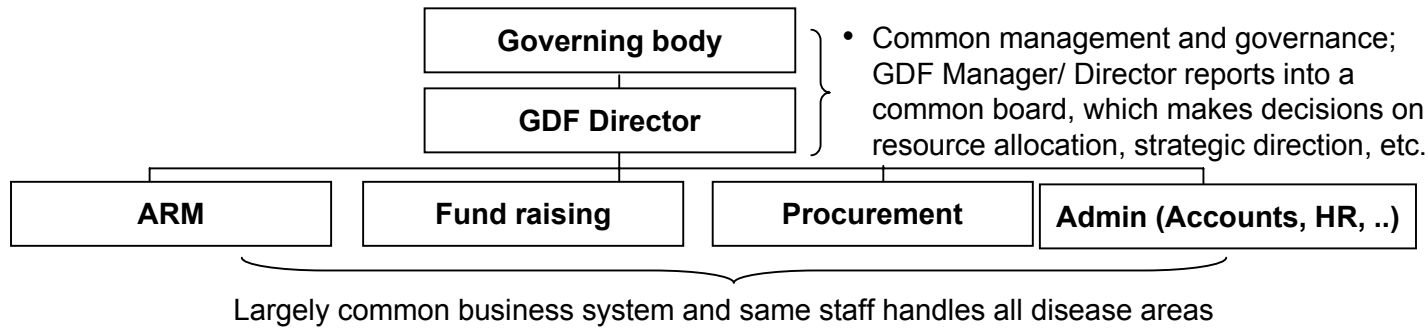 Governing body
GDF Director
• Common management and governance;
GDF Manager/ Director reports into a
common board, which makes decisions on
resource allocation, strategic direction, etc.
ARM
Fund raising
Procurement
Admin (Accounts, HR, ..)
Largely common business system and same staff handles all disease areas